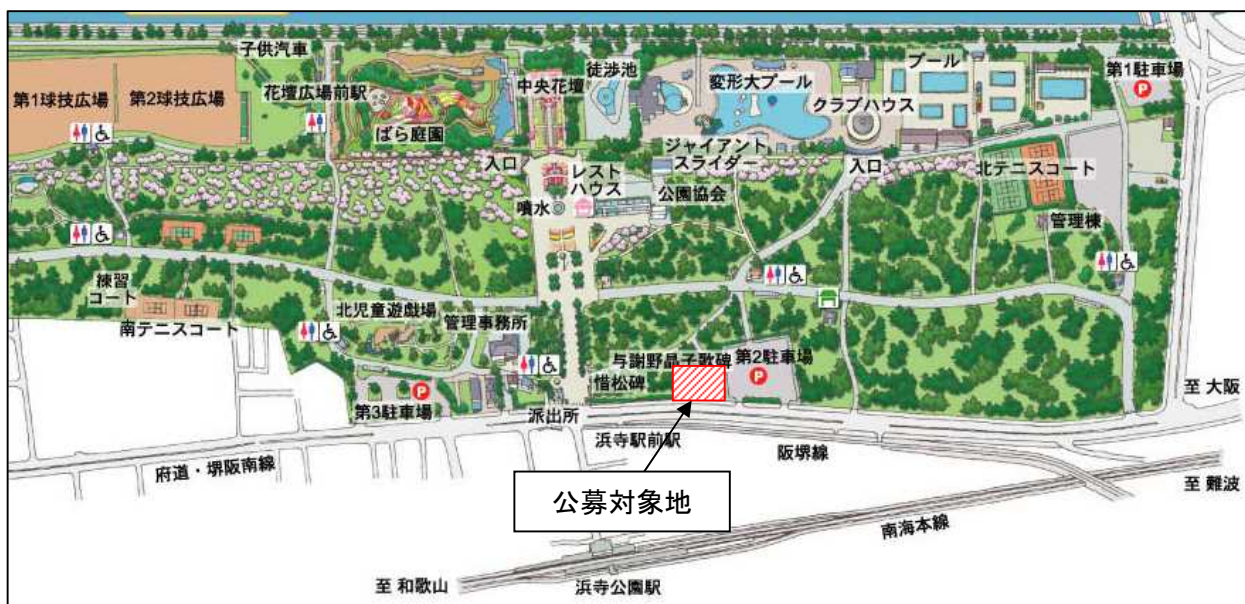 子供汽車
第1球技広場
第2球技広場
花壇広場前駅
ばら庭園
中央花壇
徒渉池
変形大プール
プール
クラブハウス
第1駐車場
P
入口
レスト
ハウス
噴水
ジャイアント
スライダー
公園協会
入口
北テニスコート
管理棟
練習
コート
南テニスコート
北児童遊戯場
管理事務所
与謝野晶子歌碑
惜松碑
第2駐車場
P
第3駐車場
P
派出所
浜寺駅前駅
阪堺線
府道・堺阪南線
公募対象地
至 大阪
至 難波
南海本線
至 和歌山
浜寺公園駅